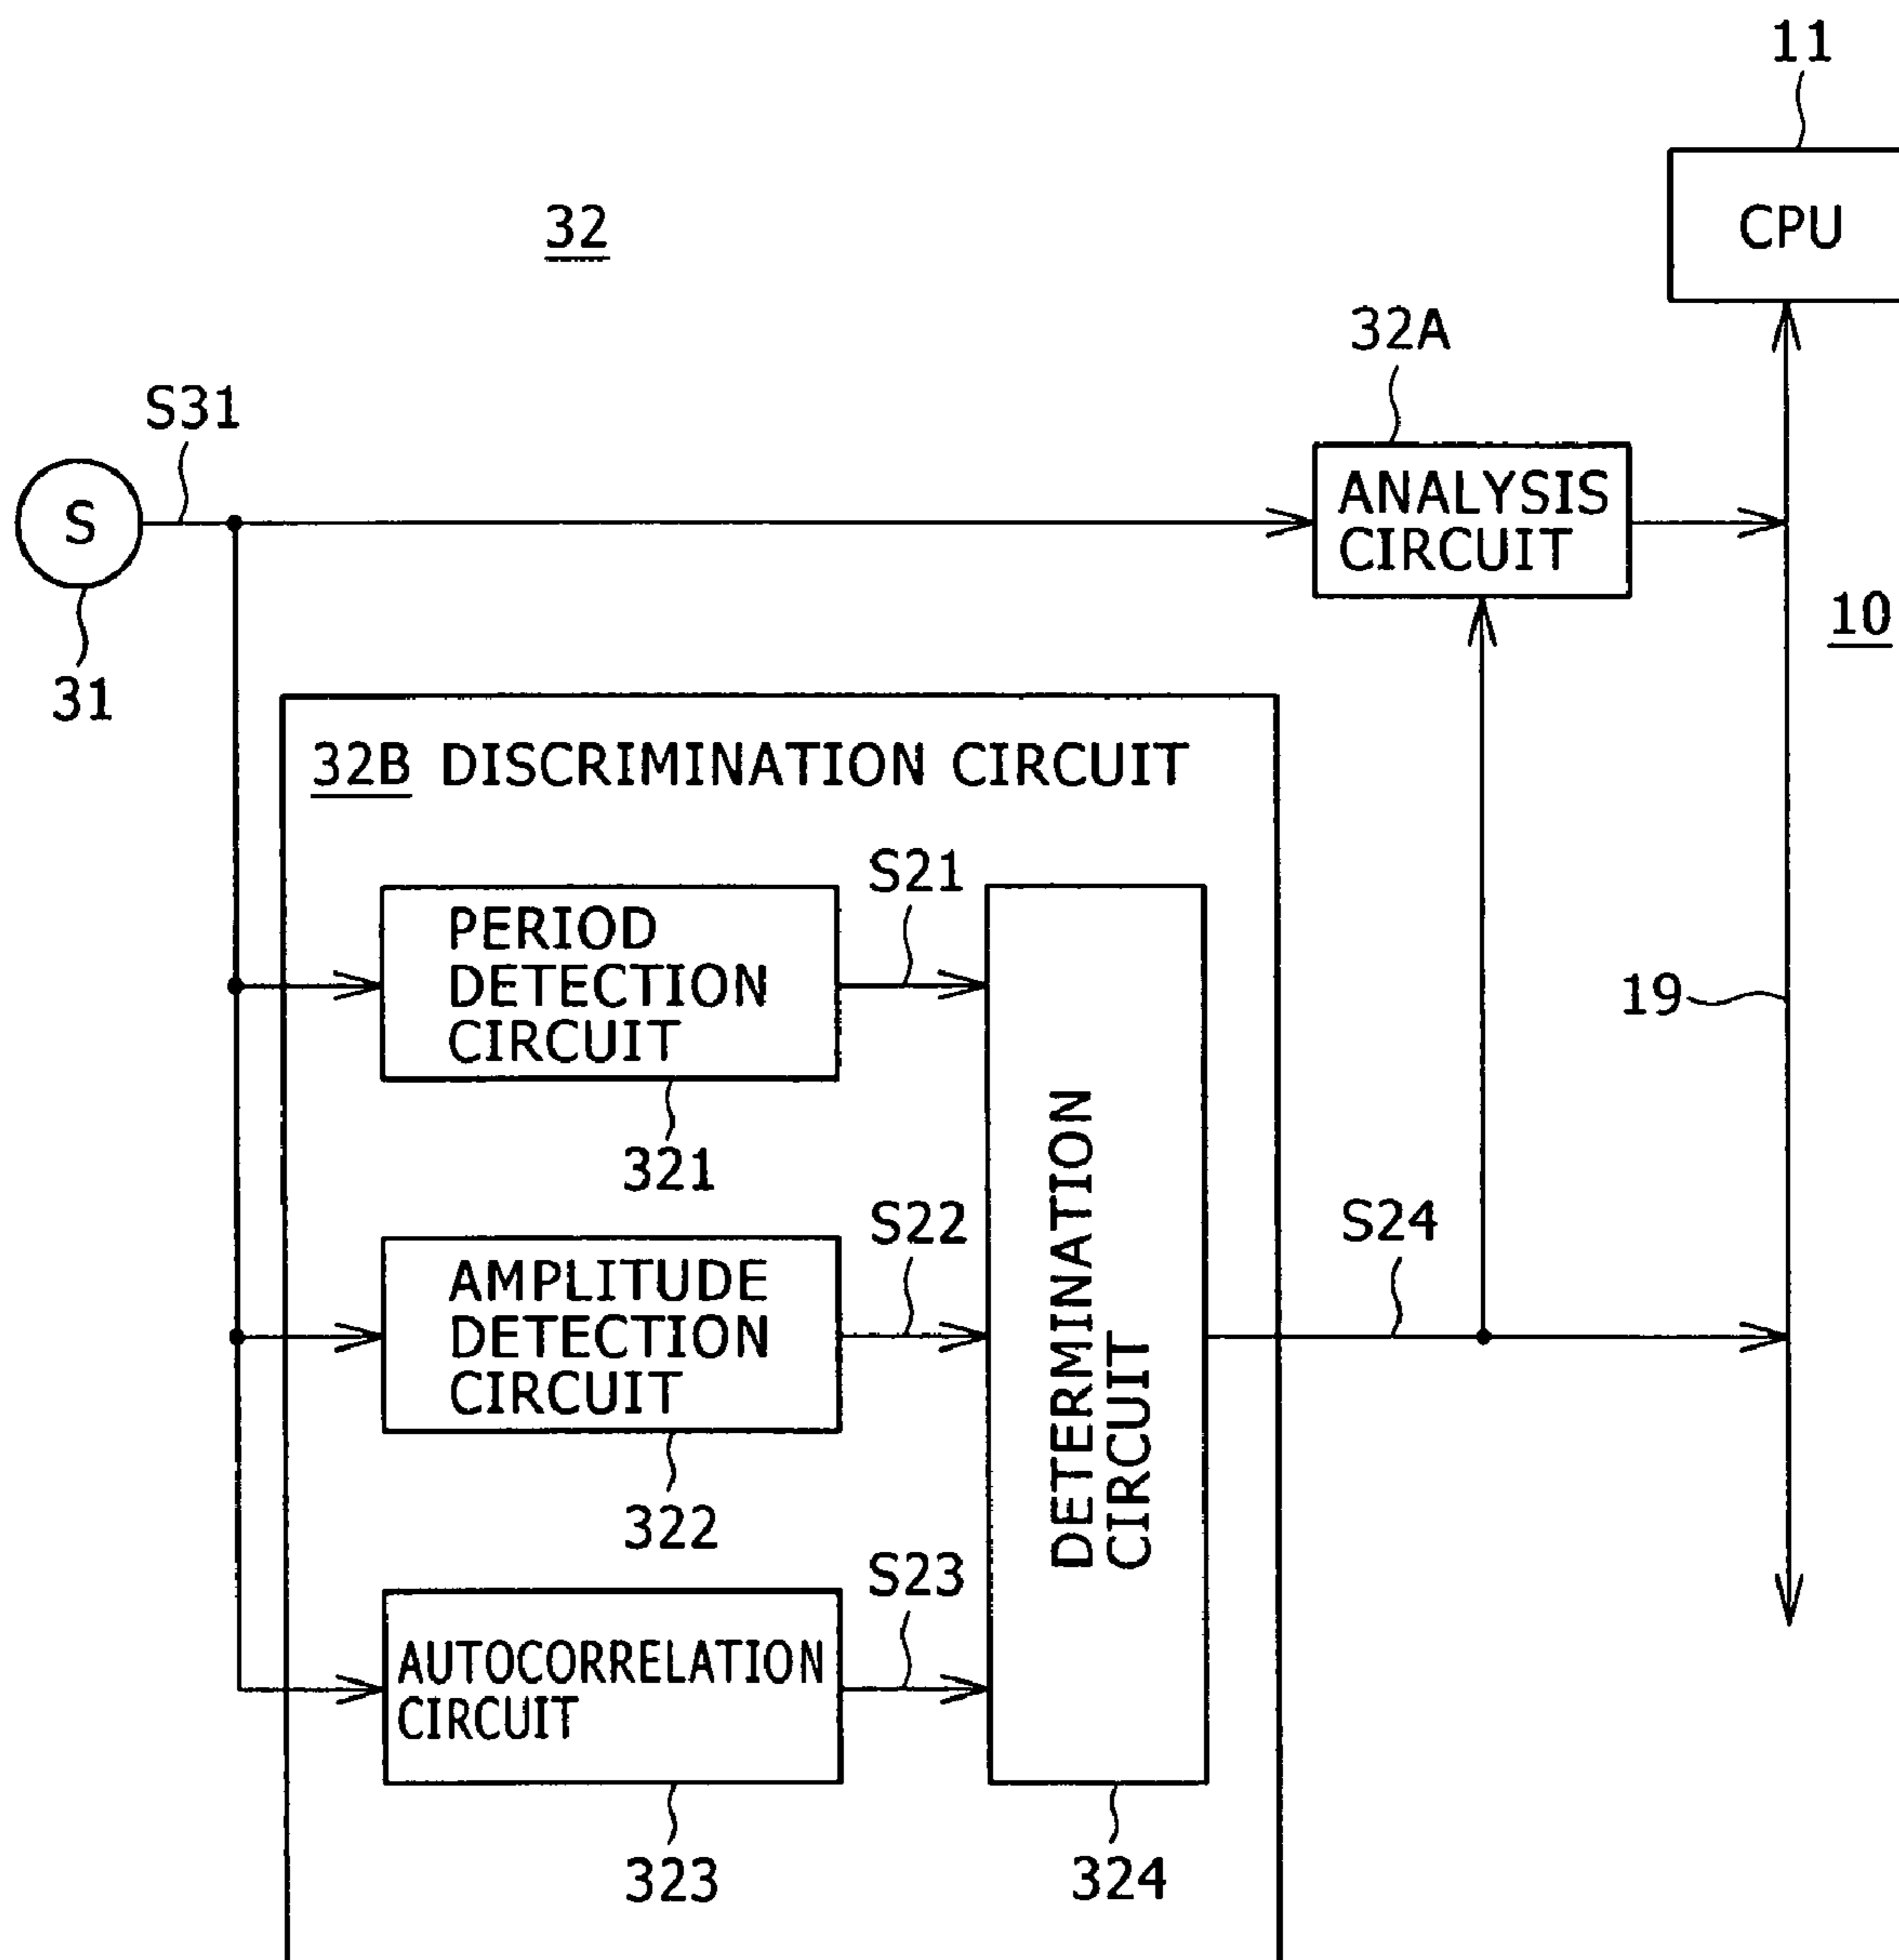 11
CPU
32
32A
S31
S
ANALYSIS
CIRCUIT
10
31
32B DISCRIMINATION CIRCUIT
S21
PERIOD
DETECTION
CIRCUIT
19
321
S22
S24
AMPLITUDE
DETECTION
CIRCUIT
DETERMINATION
CIRCUIT
322
S23
AUTOCORRELATION
CIRCUIT
323
324